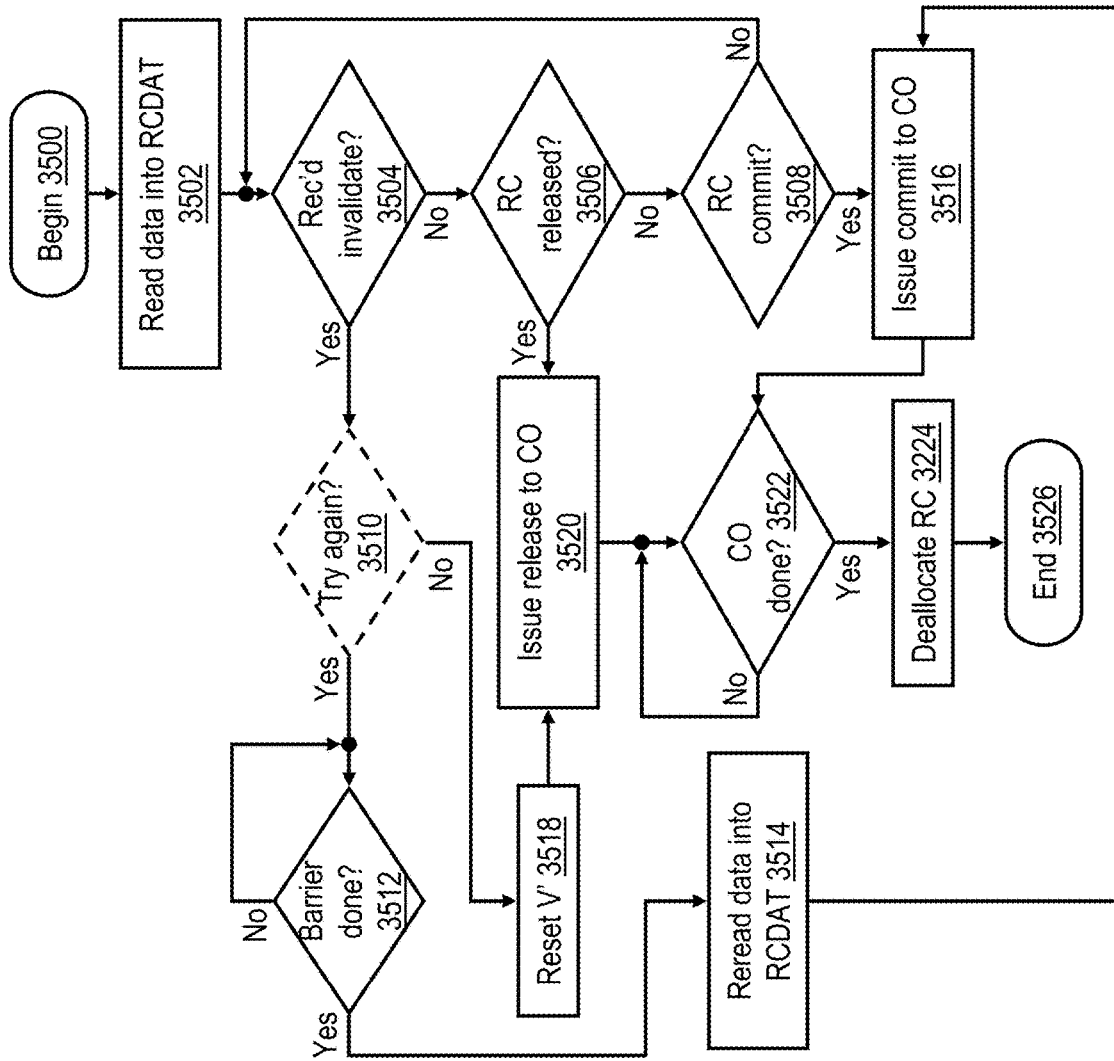 Begin 3500
Read data into RCDAT
3502
Rec'd
invalidate?
3504
Yes
No
RC
released?
3506
Yes
No
RC
commit?
3508
No
Yes
Issue commit to CO
3516
Try again?
3510
Yes
No
Barrier
done?
3512
No
Yes
Reset V' 3518
Issue release to CO
3520
Reread data into
RCDAT 3514
CO
done? 3522
No
Yes
Deallocate RC 3224
End 3526